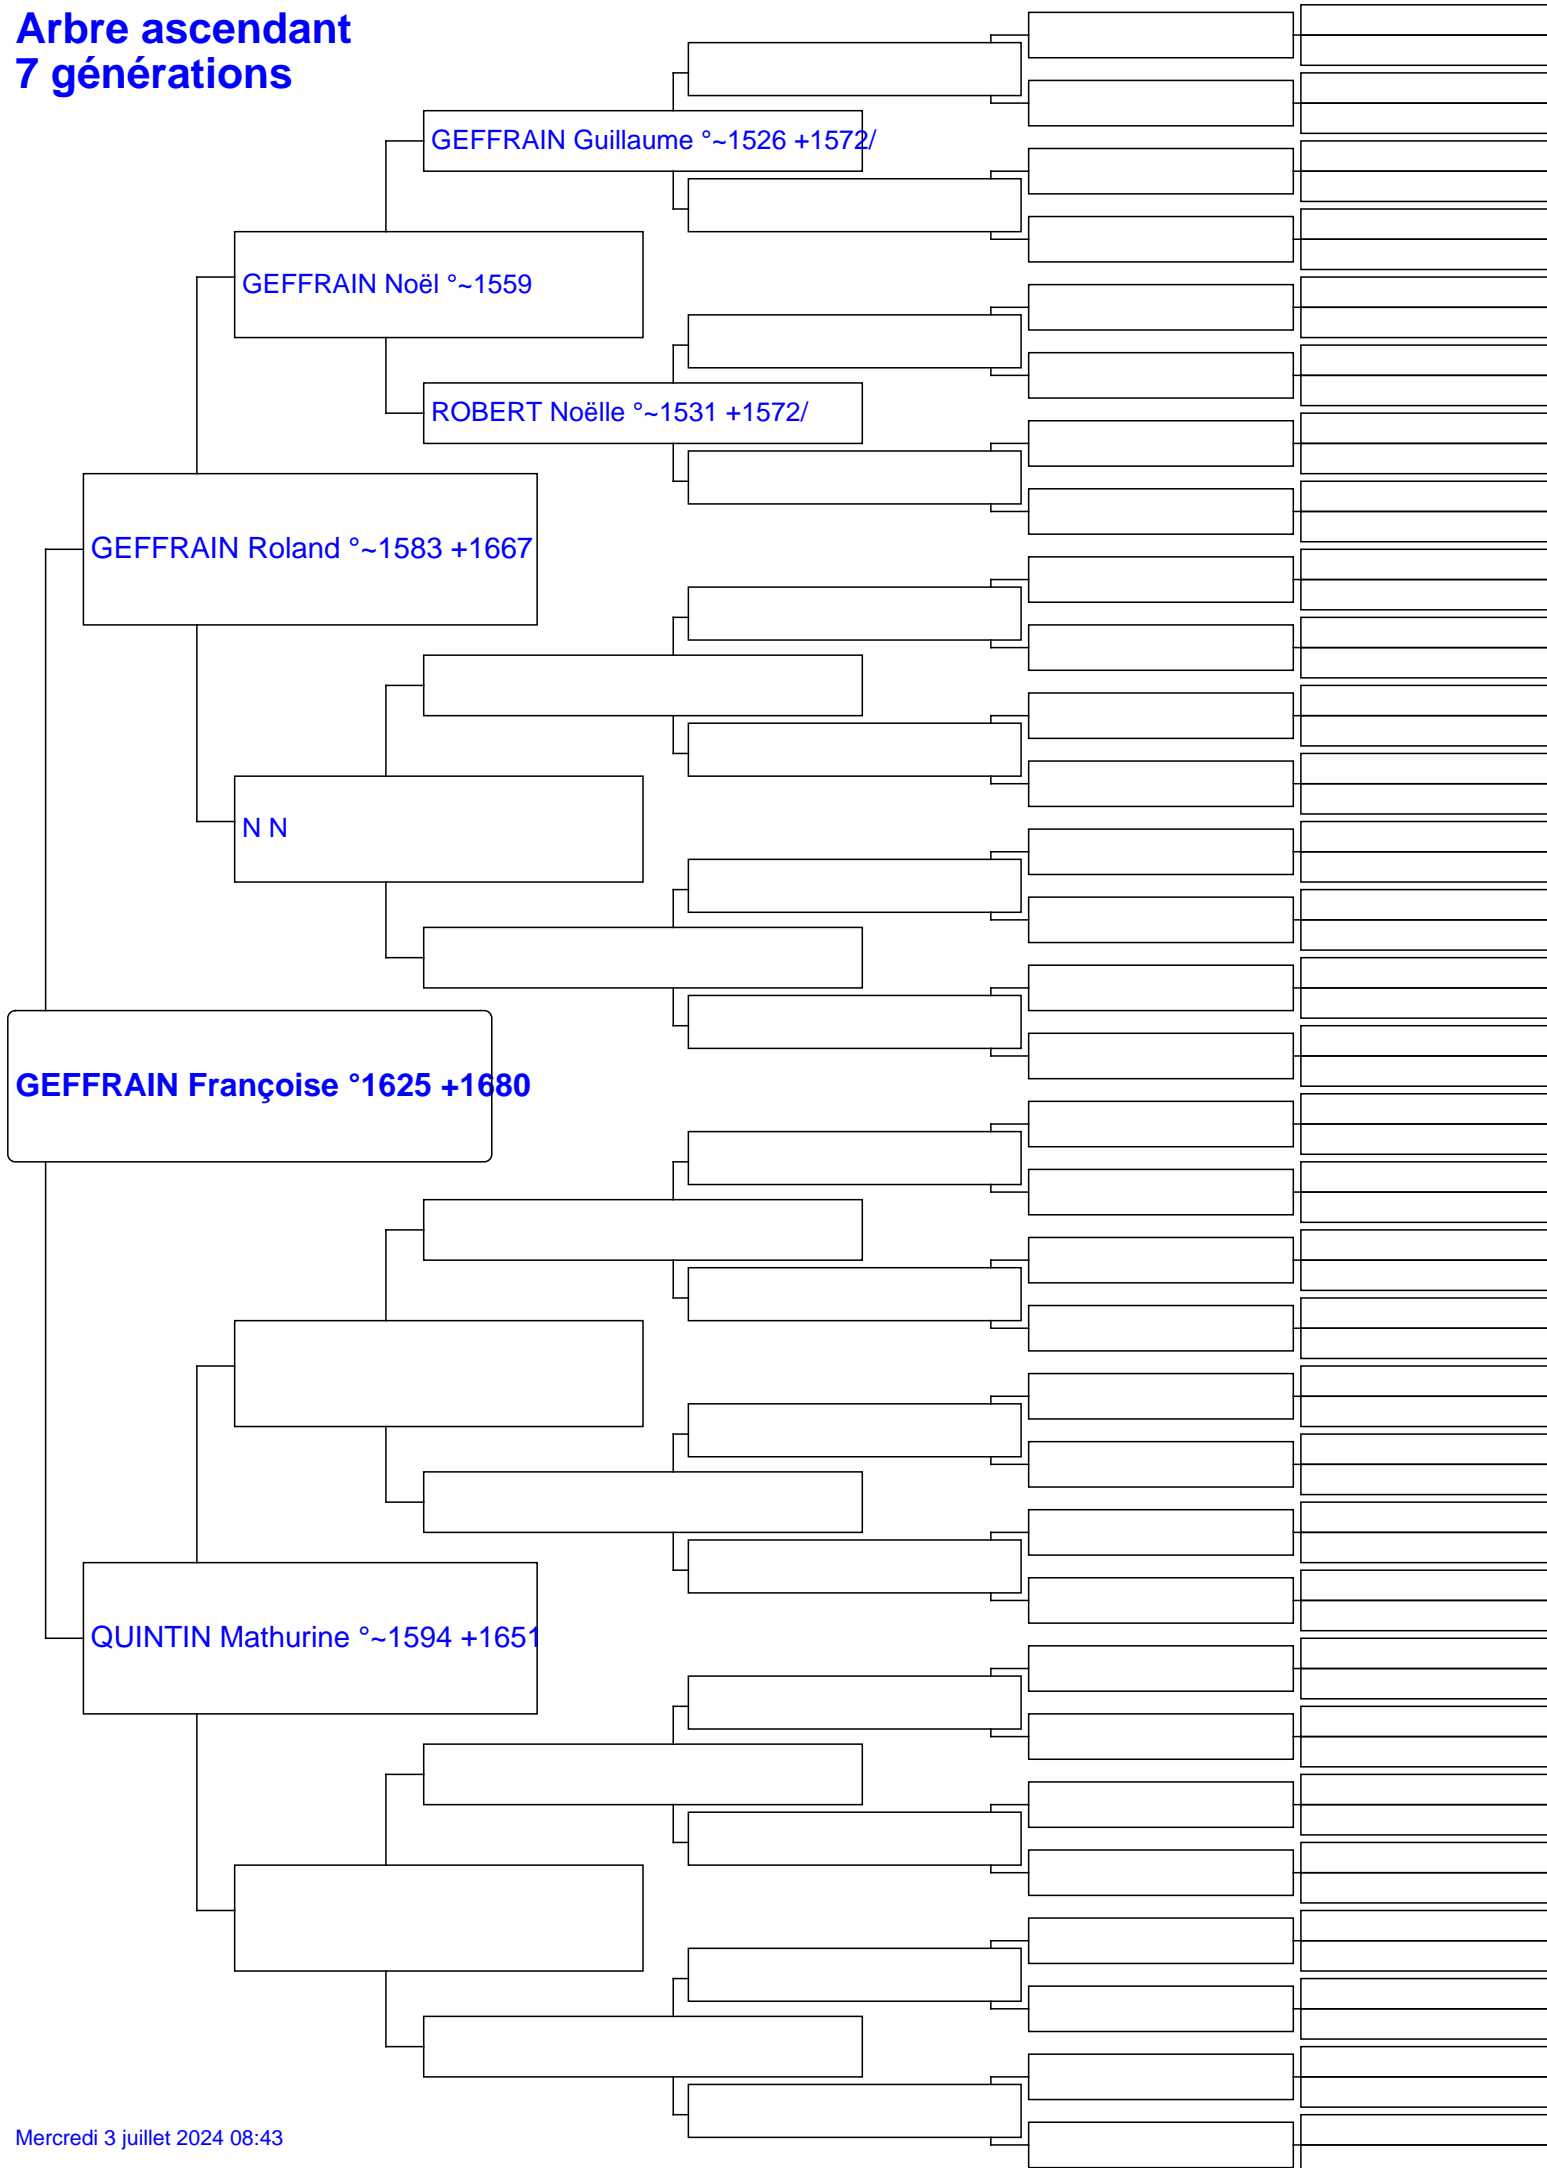 Arbre ascendant
7 générations
GEFFRAIN Guillaume °~1526 +1572/
GEFFRAIN Noël °~1559
ROBERT Noëlle °~1531 +1572/
GEFFRAIN Roland °~1583 +1667
N N
GEFFRAIN Françoise °1625 +1680
QUINTIN Mathurine °~1594 +1651
Mercredi 3 juillet 2024 08:43